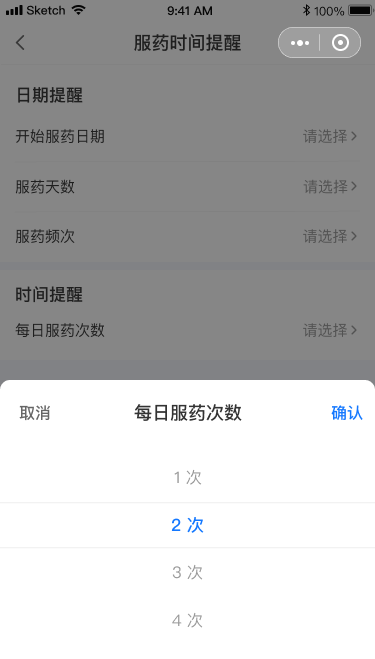 Sketch 9:41 AM 100%
服药时间提醒
日期提醒
开始服药日期 请选择
服药天数 请选择
服药频次 请选择
时间提醒
每日服药次数 请选择
取消 每日服药次数 确认
1 次
2 次
3 次
4 次